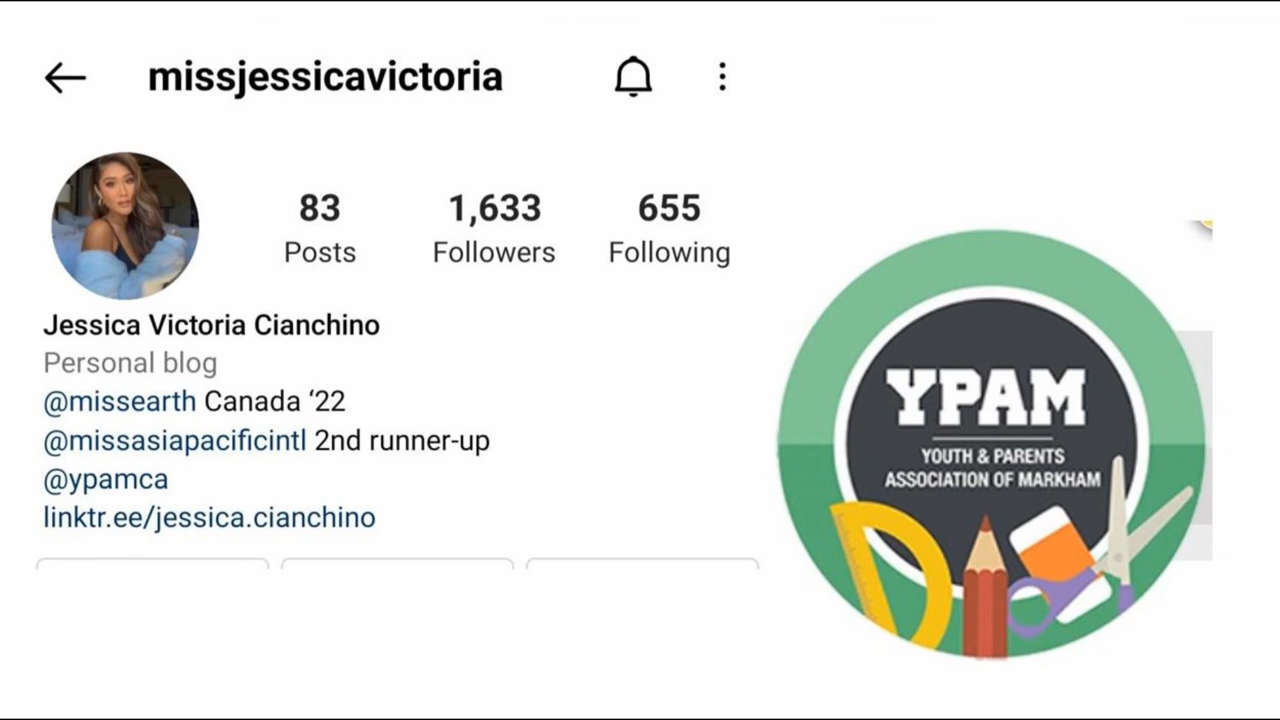 missjessicavictoria
83
Posts
1,633
Followers
655
Following
Jessica Victoria Cianchino
Personal blog
@missearth Canada ‘22
@missasiapacificintl 2nd runner-up
@ypamca
linktr.ee/jessica.cianchino
YPAM
YOUTH & PARENTS
ASSOCIATION OF MARKHAM